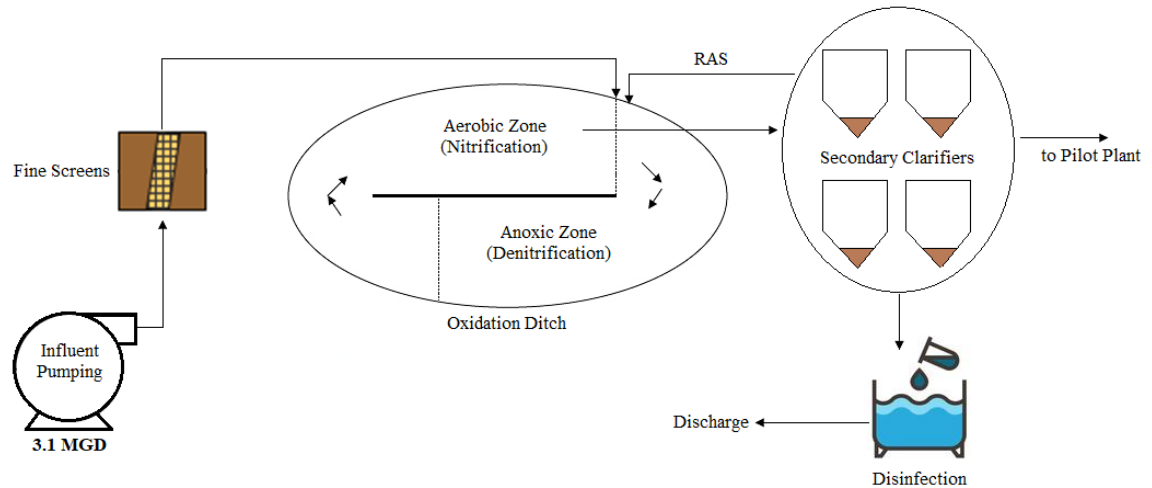 RAS
Aerobic Zone
(Nitrification)
Secondary Clarifiers
to Pilot Plant
Fine Screens
Anoxic Zone
(Denitrification)
Oxidation Ditch
Influent
Pumping
3.1 MGD
Discharge
Disinfection